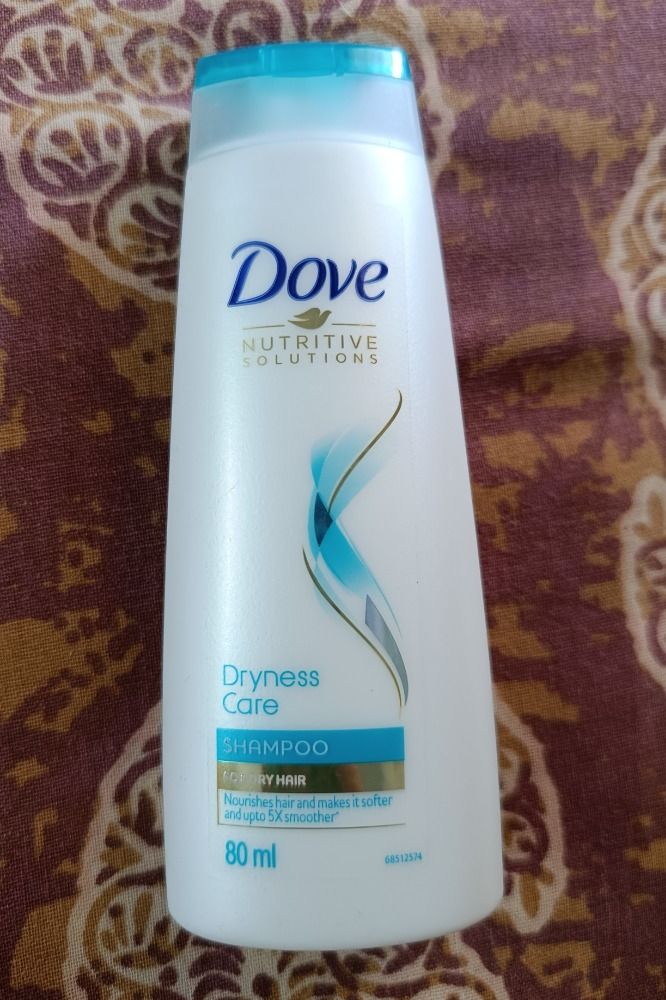 Dove
NUTRITIVE
SOLUTIONS
Dryness
Care
SHAMPOO
FOR DRY HAIR
Nourishes hair and makes it softer
and upto 5X smoother*
80 ml
68512574